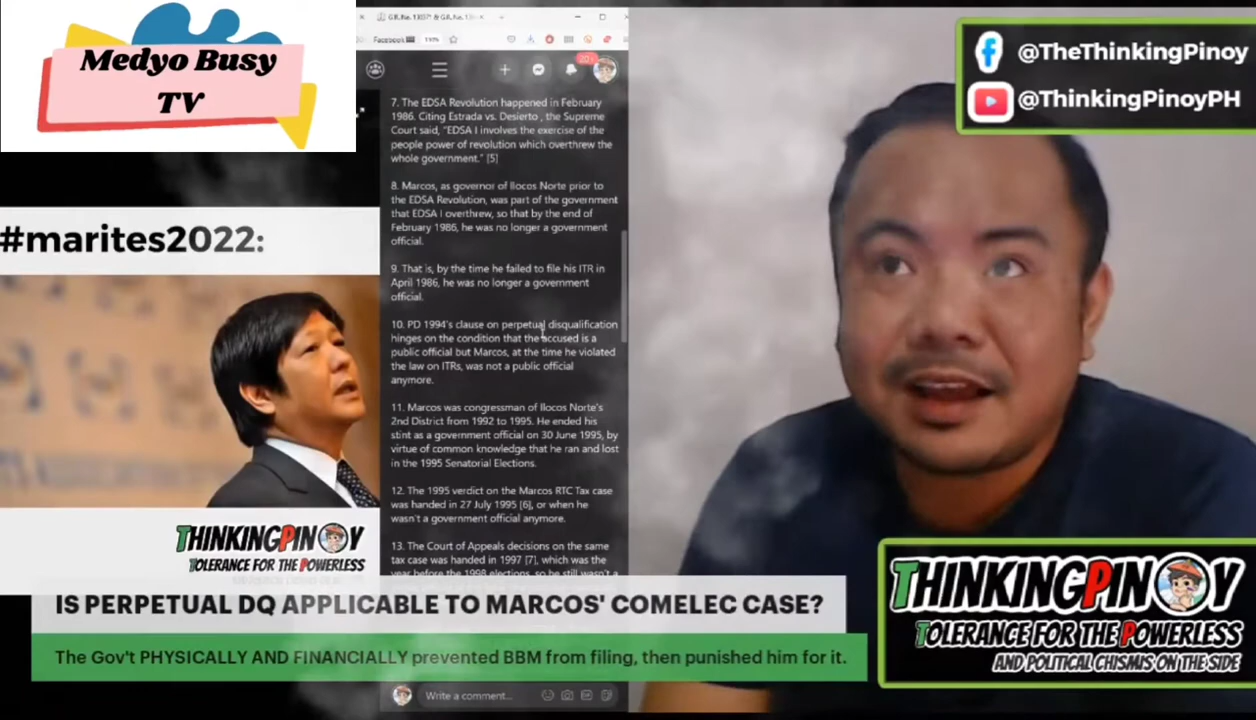 Medyo Busy
TV
@TheThinkingPinoy
@ThinkingPinoyPH
#marites2022:
Facebook
110%
7. The EDSA Revolution happened in February
1986. Citing Estrada vs. Desierto , the Supreme
Court said, "EDSA I involves the exercise of the
people power of revolution which overthrew the
whole government." [5]
8. Marcos, as governor of Ilocos Norte prior to
the EDSA Revolution, was part of the government
that EDSA I overthrew, so that by the end of
February 1986, he was no longer a government
official.
9. That is, by the time he failed to file his ITR in
April 1986, he was no longer a government
official.
10. PD 1994's clause on perpetual disqualification
hinges on the condition that the accused is a
public official but Marcos, at the time he violated
the law on ITRs, was not a public official
anymore.
11. Marcos was congressman of Ilocos Norte's
2nd District from 1992 to 1995. He ended his
stint as a government official on 30 June 1995, by
virtue of common knowledge that he ran and lost
in the 1995 Senatorial Elections.
12. The 1995 verdict on the Marcos RTC Tax case
was handed in 27 July 1995 [6], or when he
wasn't a government official anymore.
13. The Court of Appeals decisions on the same
tax case was handed in 1997 [7], which was the
year before the 1998 elections, so he still wasn't a
THINKINGPINOY
TOLERANCE FOR THE POWERLESS
IS PERPETUAL DQ APPLICABLE TO MARCOS' COMELEC CASE?
The Gov't PHYSICALLY AND FINANCIALLY prevented BBM from filing, then punished him for it.
Write a comment...
THINKINGPINOY
TOLERANCE FOR THE POWERLESS
AND POLITICAL CHISMIS ON THE SIDE